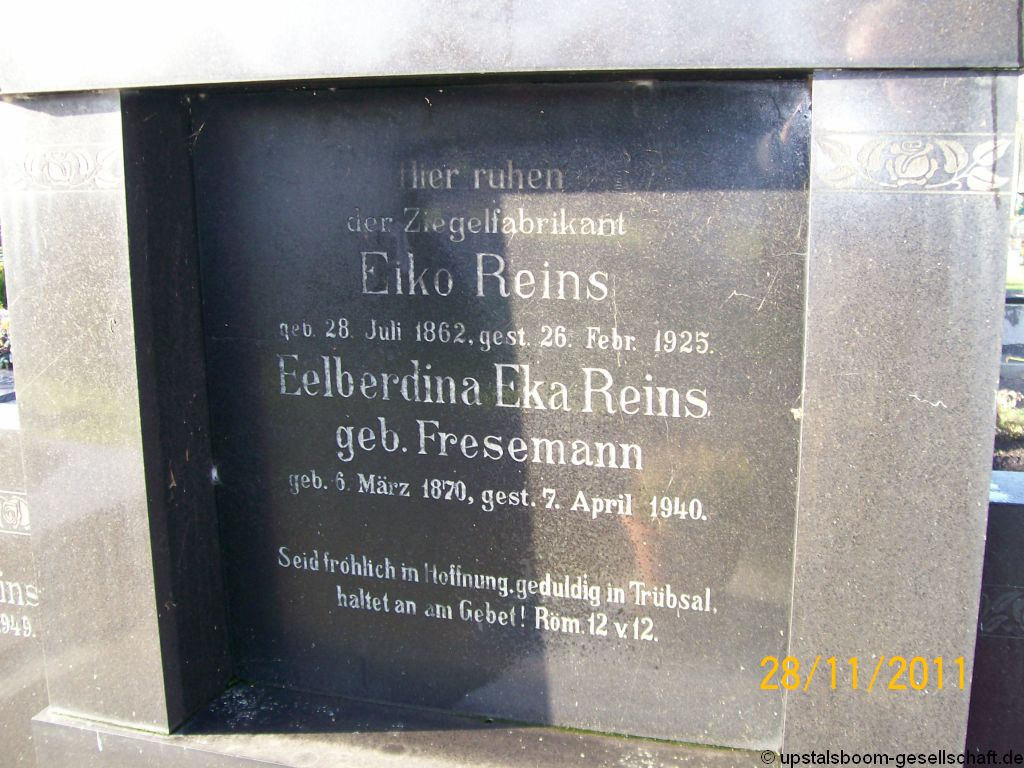 Hier ruhen
der Ziegelfabrikant
Eiko Reins
geb. 28. Juli 1862, gest. 26. Febr. 1925.
Eelberdina Eka Reins
geb. Fresemann
geb. 6. März 1870, gest. 7. April 1940.
Seid fröhlich in Hoffnung, geduldig in Trübsal,
haltet an am Gebet! Röm. 12 v. 12.
28/11/2011
© upstalsboom-gesellschaft.de